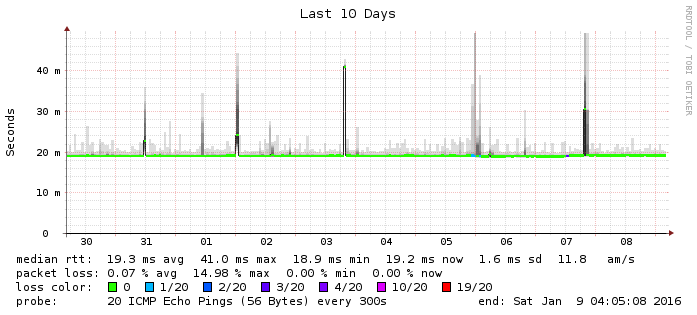 Last 10 Days
RRDTOOL / TOBI OETIKER
Seconds
40 m
30 m
20 m
10 m
0
30 31 01 02 03 04 05 06 07 08
median rtt: 19.3 ms avg 41.0 ms max 18.9 ms min 19.2 ms now 1.6 ms sd 11.8 am/s
packet loss: 0.07 % avg 14.98 % max 0.00 % min 0.00 % now
loss color: 0 1/20 2/20 3/20 4/20 10/20 19/20
probe: 20 ICMP Echo Pings (56 Bytes) every 300s end: Sat Jan 9 04:05:08 2016